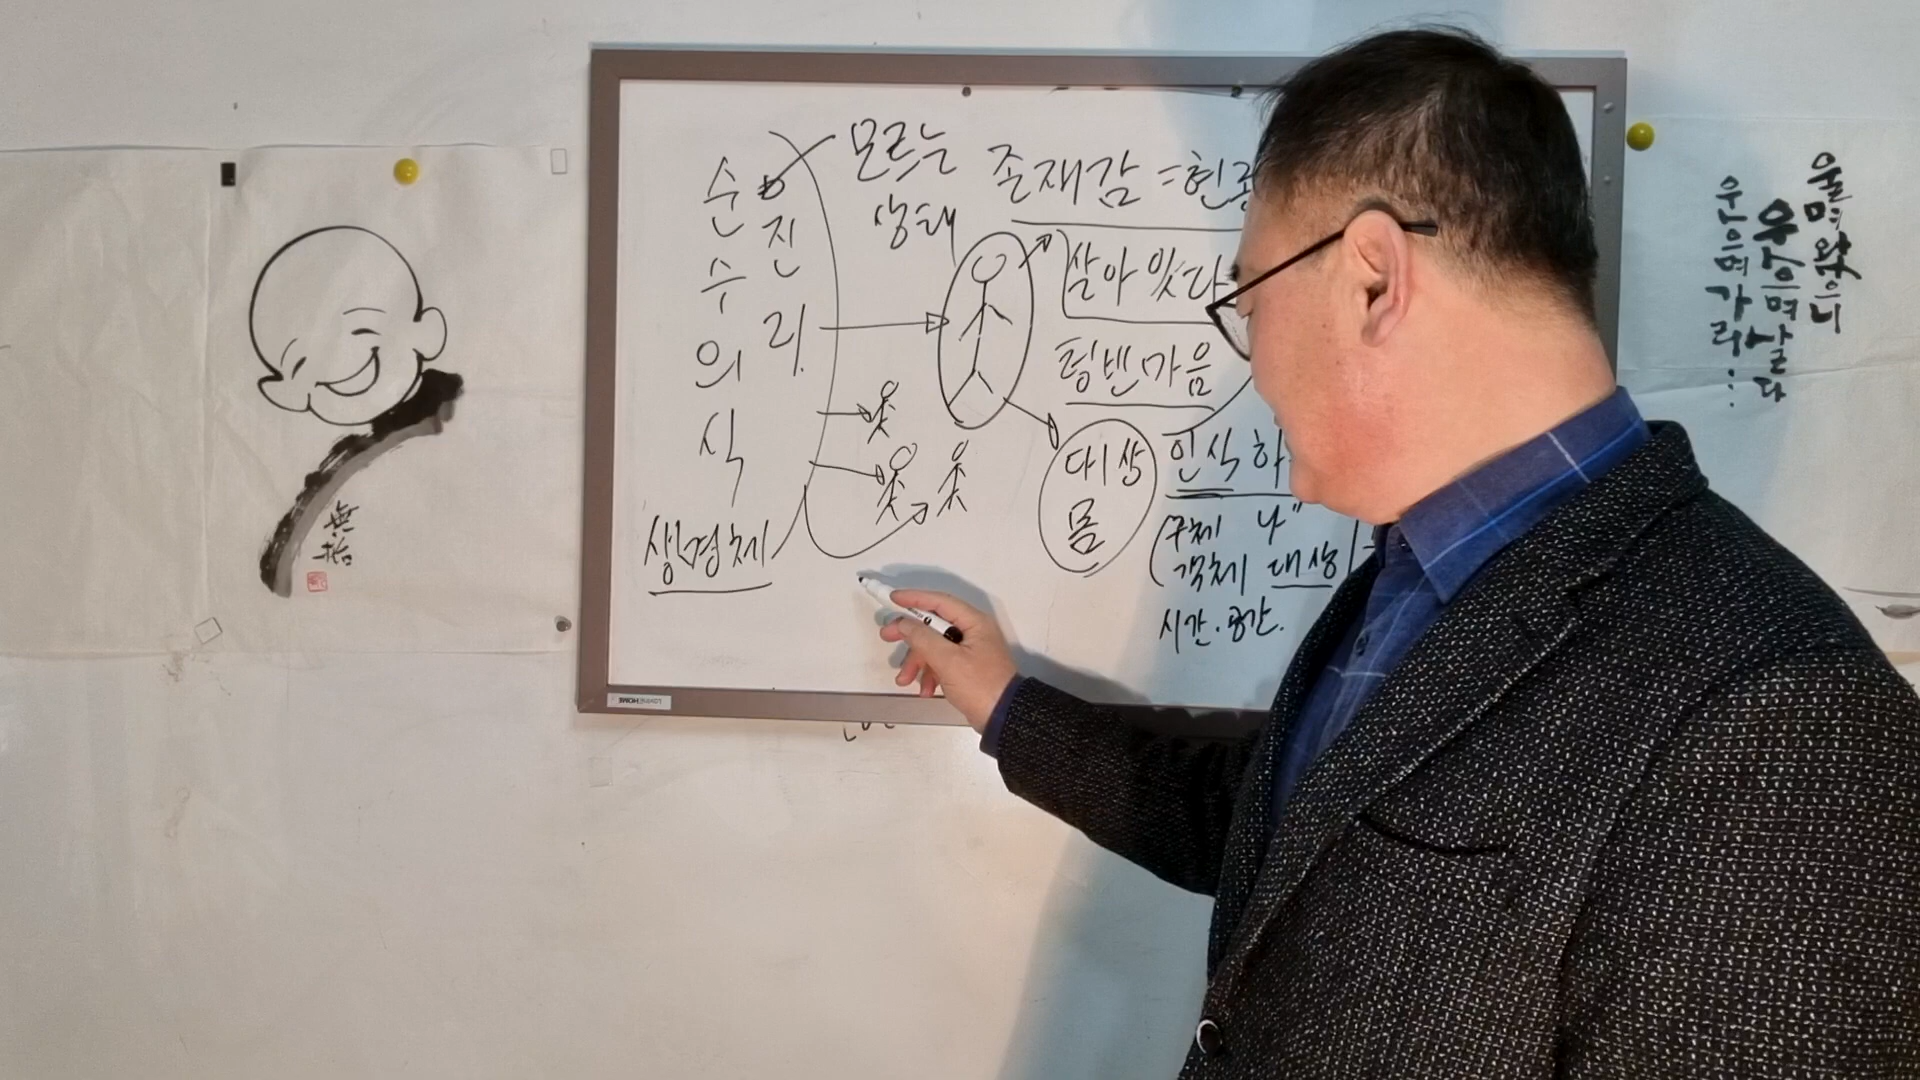 순수의식
진리
모르는
상태
존재감 = 현존
살아있다
텅빈마음
대상
몸
인식하
(주체 나"
객체 대상)
시간.공간.
생명체
無
울며 왔으니
웃으며 살다
웃으며 가리...